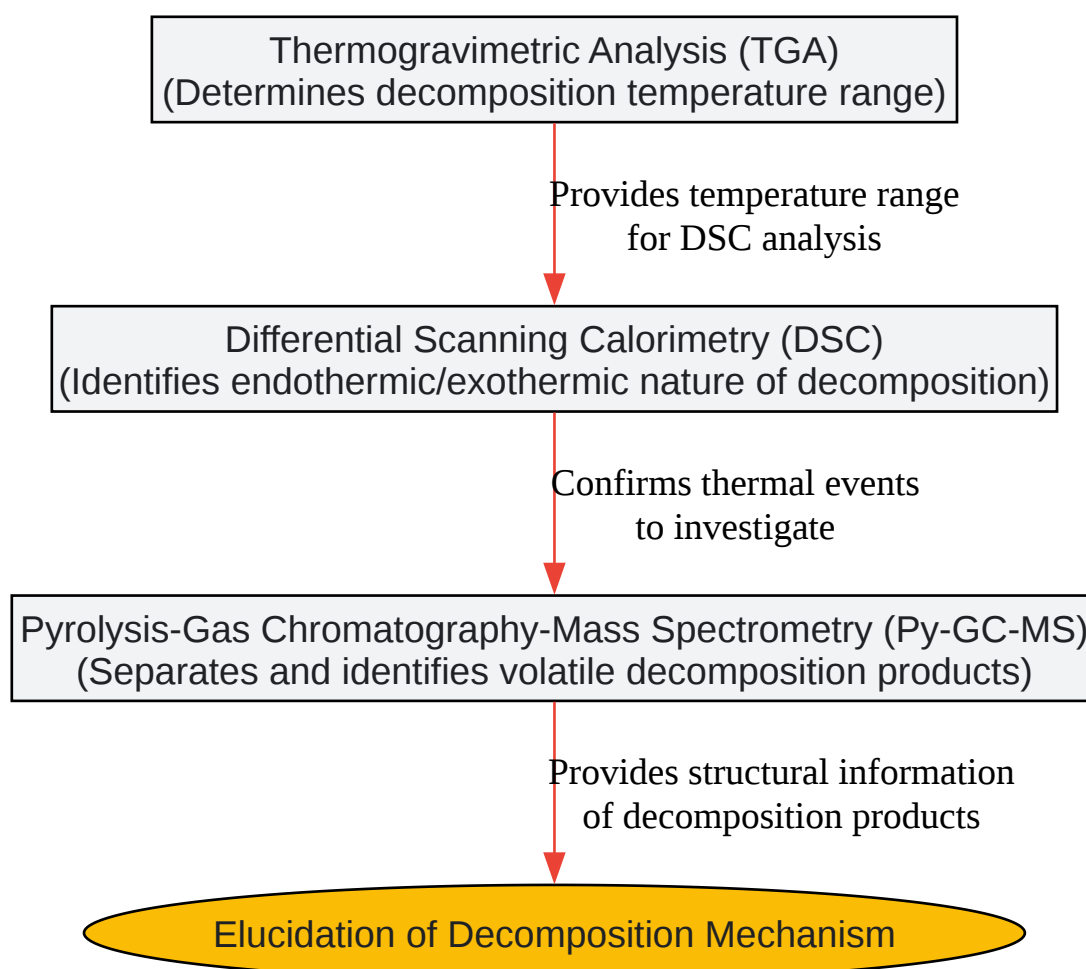 Thermogravimetric Analysis (TGA)
(Determines decomposition temperature range)
Provides temperature range
for DSC analysis
Differential Scanning Calorimetry (DSC)
(Identifies endothermic/exothermic nature of decomposition)
Confirms thermal events
to investigate
Pyrolysis-Gas Chromatography-Mass Spectrometry (Py-GC-MS)
(Separates and identifies volatile decomposition products)
Provides structural information
of decomposition products
Elucidation of Decomposition Mechanism